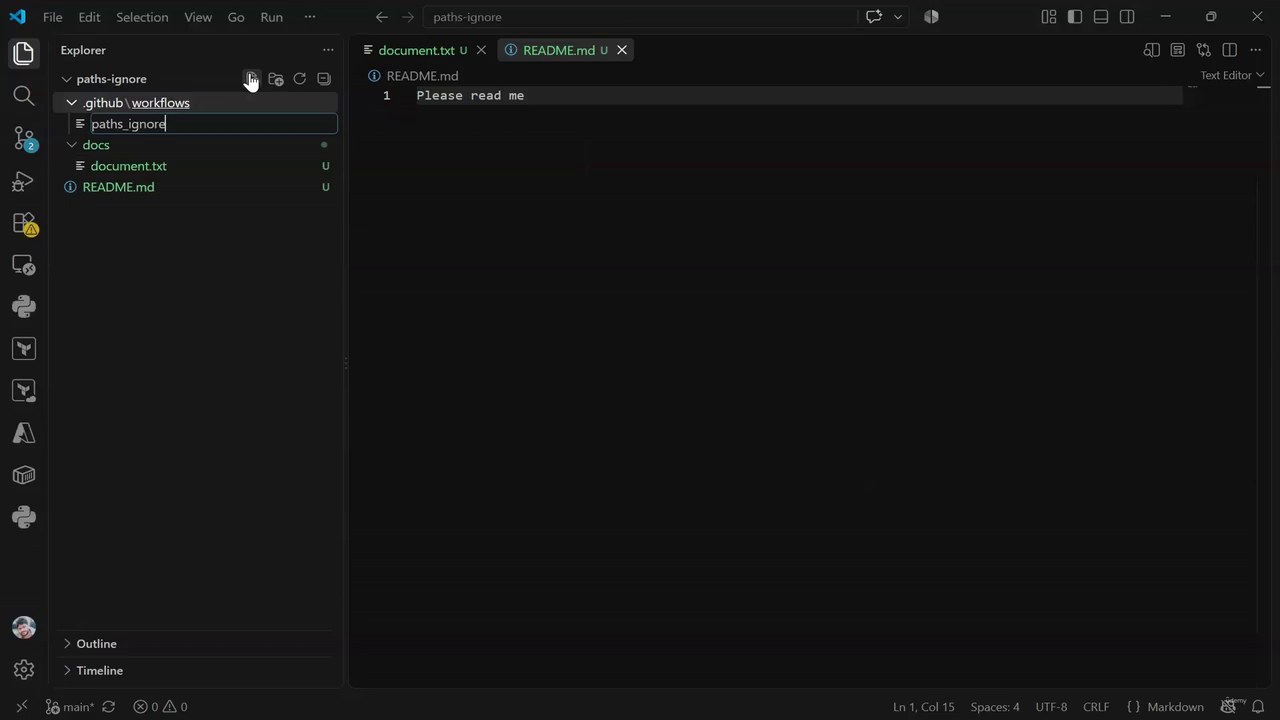 File Edit Selection View Go Run ··· paths-ignore
Explorer ···
document.txt U
README.md U
paths-ignore
README.md
Text Editor
1 Please read me
.github\workflows
paths_ignore
docs
document.txt U
README.md U
2
Outline
Timeline
main* 0 0 Ln 1, Col 15 Spaces: 4 UTF-8 CRLF { } Markdown
Udemy